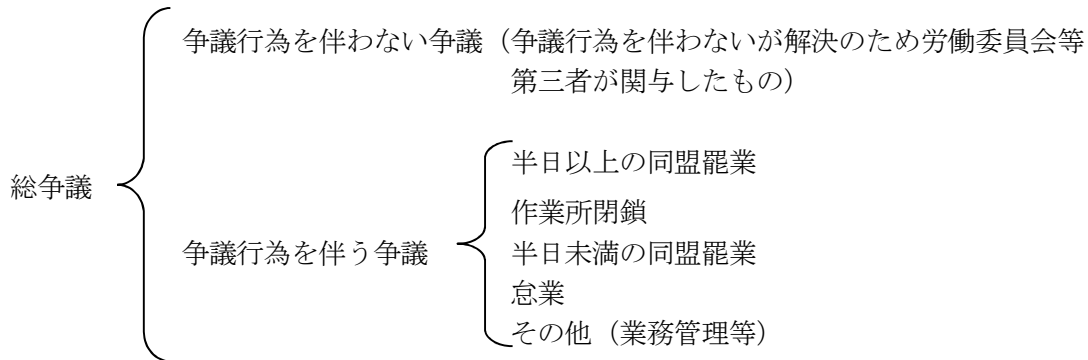 争議行為を伴わない争議（争議行為を伴わないが解決のため労働委員会等
第三者が関与したもの）
総争議
争議行為を伴う争議
半日以上の同盟罷業
作業所閉鎖
半日未満の同盟罷業
怠業
その他（業務管理等）